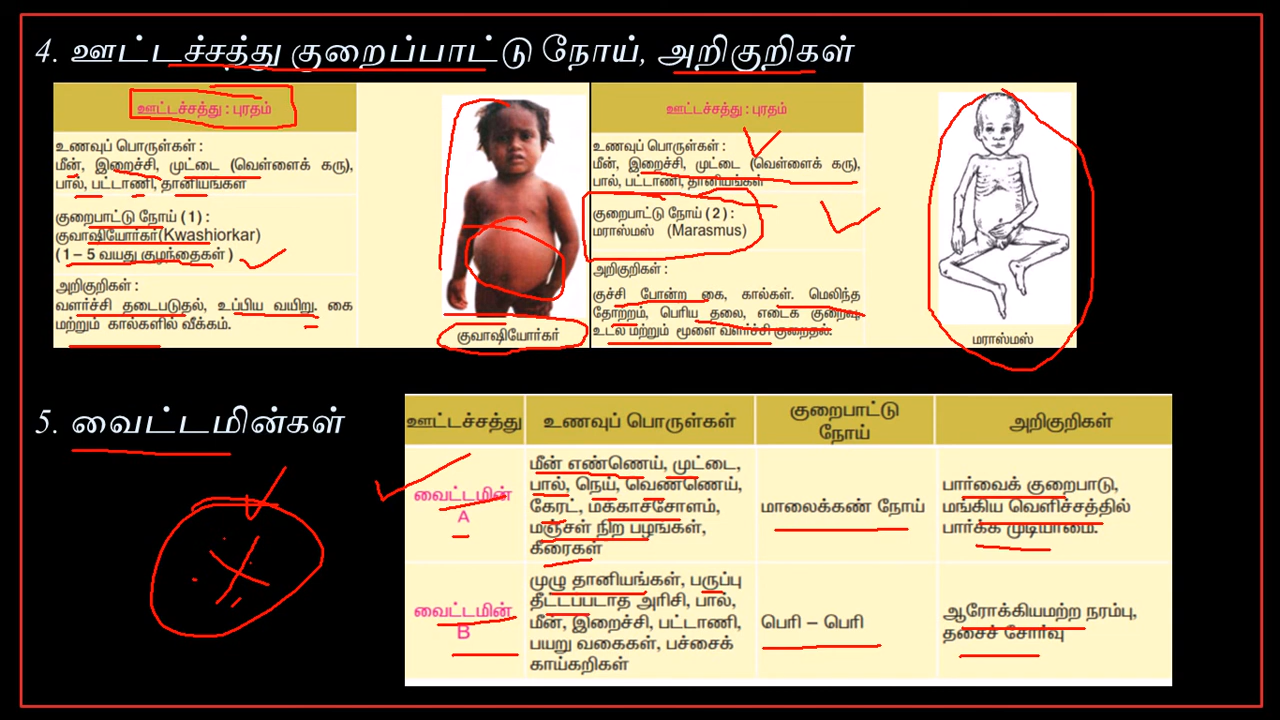 4. ஊட்டச்சத்து குறைப்பாட்டு நோய், அறிகுறிகள்
ஊட்டச்சத்து : புரதம்
உணவுப் பொருள்கள் :
மீன், இறைச்சி, முட்டை (வெள்ளைக் கரு),
பால், பட்டாணி, தானியங்கள்
குறைபாட்டு நோய் (1) :
குவாஷியோர்கர்(Kwashiorkar)
(1 – 5 வயது குழந்தைகள் )
அறிகுறிகள் :
வளர்ச்சி தடைபடுதல், உப்பிய வயிறு. கை
மற்றும் கால்களில் வீக்கம்.
குவாஷியோர்கர்
ஊட்டச்சத்து : புரதம்
உணவுப் பொருள்கள் :
மீன், இறைச்சி, முட்டை (வெள்ளைக் கரு),
பால், பட்டாணி, தானியங்கள்
குறைபாட்டு நோய் (2) :
மராஸ்மஸ் (Marasmus)
அறிகுறிகள் :
குச்சி போன்ற கை, கால்கள். மெலிந்த
தோற்றம், பெரிய தலை, எடைக் குறைவு,
உடல் மற்றும் மூளை வளர்ச்சி குறைதல்.
மராஸ்மஸ்
5. வைட்டமின்கள்
ஊட்டச்சத்து
உணவுப் பொருள்கள்
குறைபாட்டு
நோய்
அறிகுறிகள்
வைட்டமின்
A
மீன் எண்ணெய், முட்டை,
பால், நெய், வெண்ணெய்,
கேரட், மக்காச்சோளம்,
மஞ்சள் நிற பழங்கள்,
கீரைகள்
மாலைக்கண் நோய்
பார்வைக் குறைபாடு,
மங்கிய வெளிச்சத்தில்
பார்க்க முடியாமை.
வைட்டமின்
B
முழு தானியங்கள், பருப்பு
தீட்டப்படாத அரிசி, பால்,
மீன், இறைச்சி, பட்டாணி,
பயறு வகைகள், பச்சைக்
காய்கறிகள்
பெரி – பெரி
ஆரோக்கியமற்ற நரம்பு,
தசைச் சோர்வு